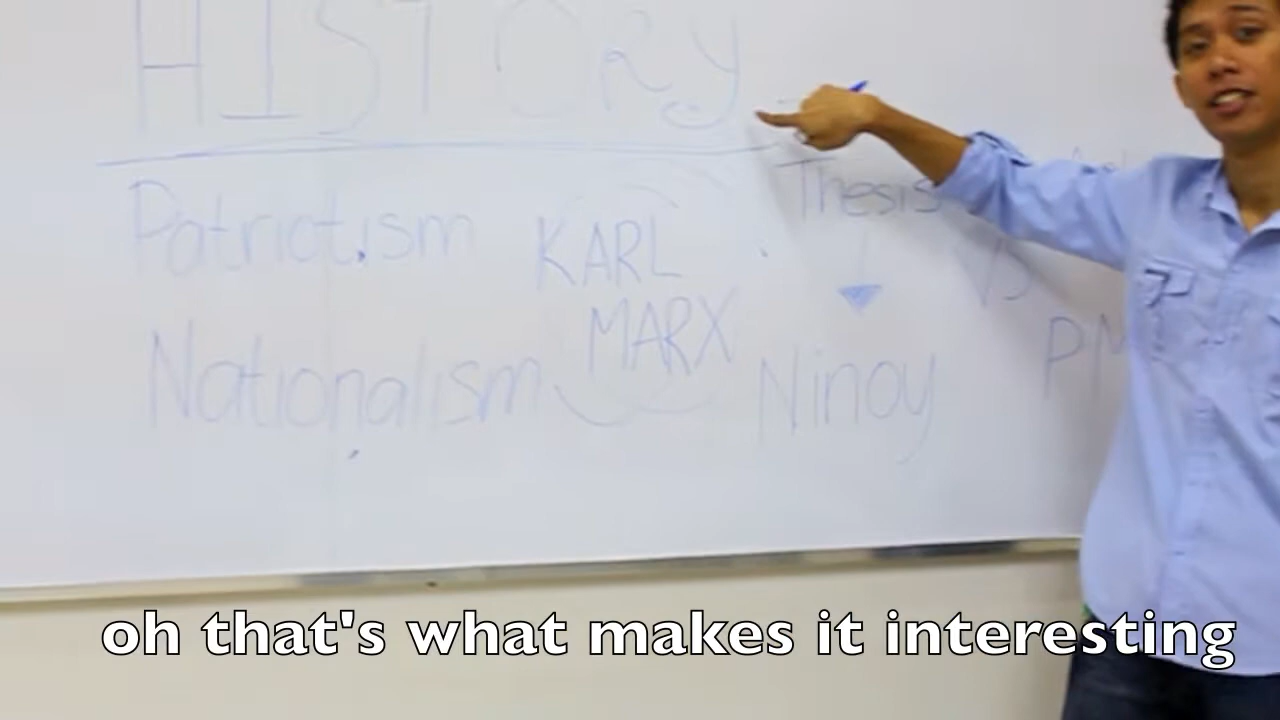 HISTORY
Patriotism
KARL
MARX
Nationalism
Thesis
Ninoy
VS
PM
oh that's what makes it interesting